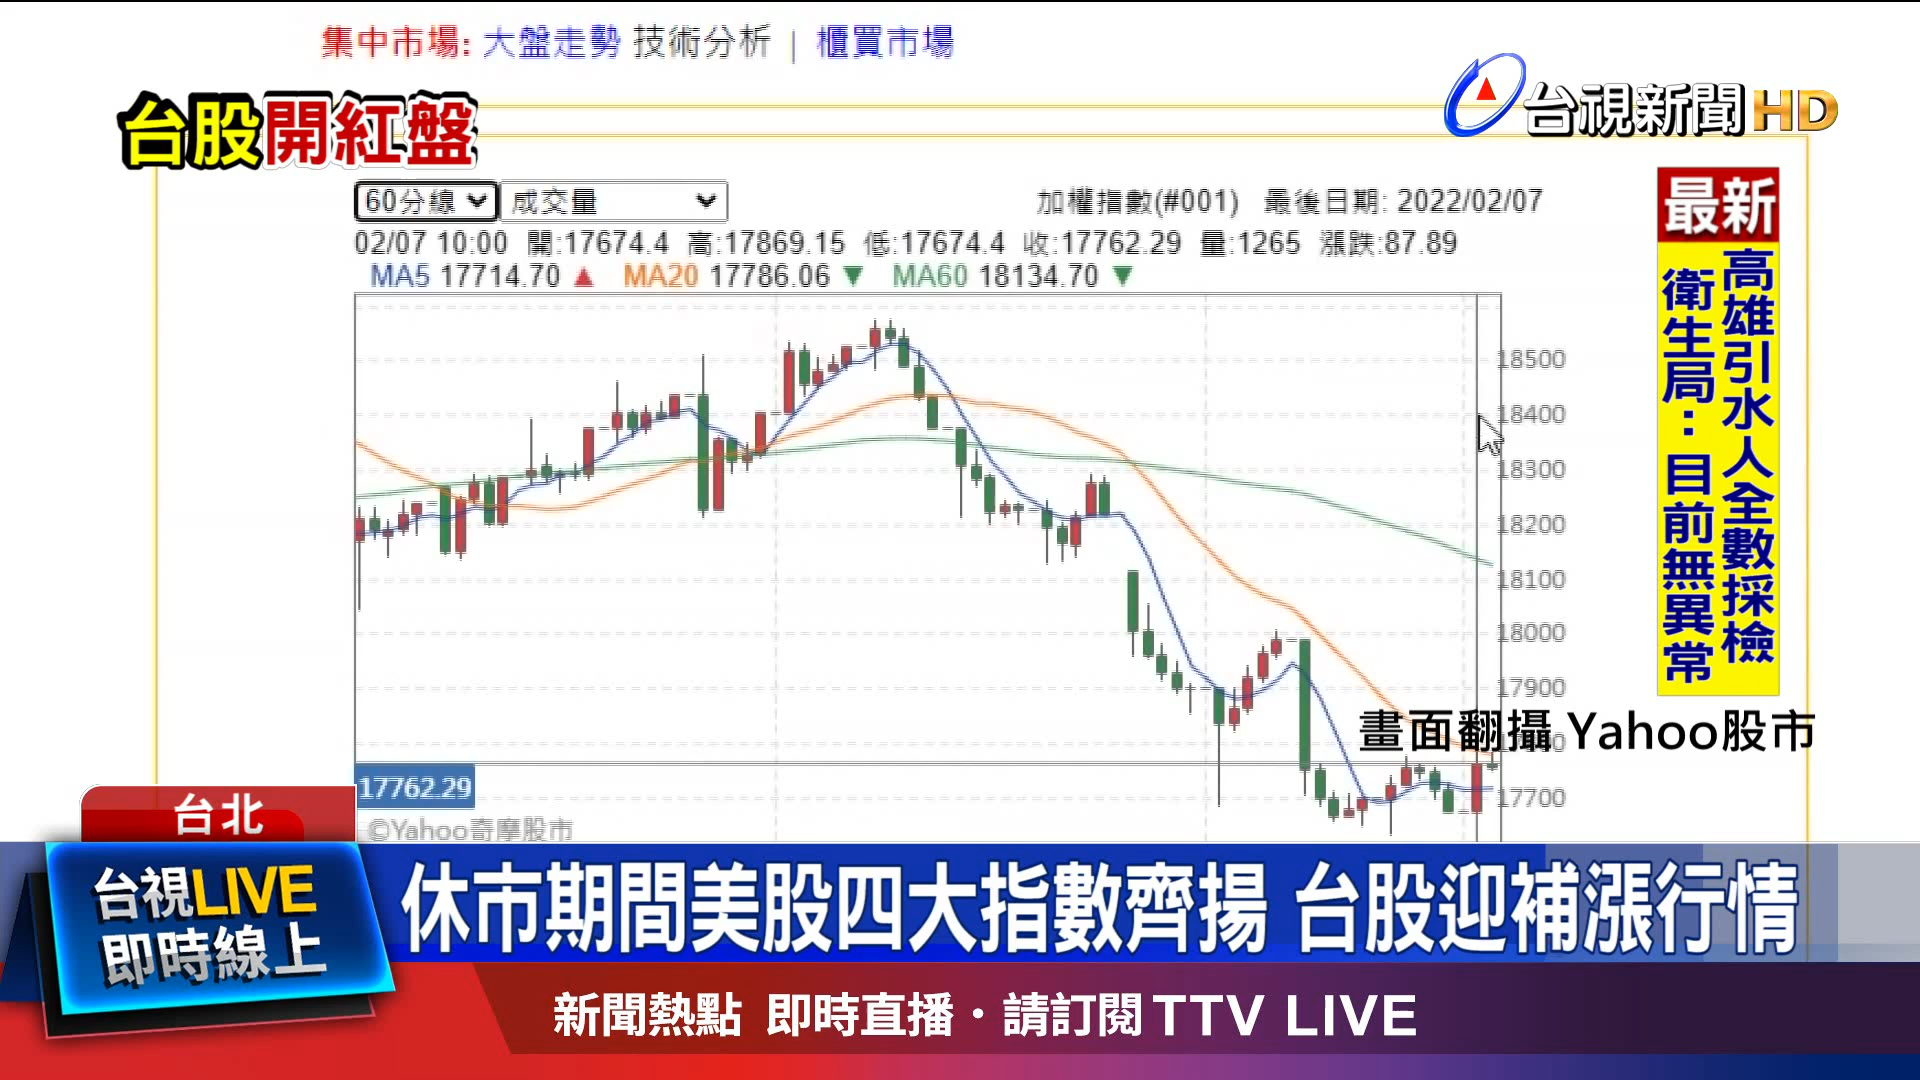 集中市場: 大盤走勢 技術分析 | 櫃買市場
台股開紅盤
台視新聞HD
60分線 成交量 加權指數(#001) 最後日期: 2022/02/07
02/07 10:00 開:17674.4 高:17869.15 低:17674.4 收:17762.29 量:1265 漲跌:87.89
MA5 17714.70 ▲ MA20 17786.06 ▼ MA60 18134.70 ▼
最新
高雄引水人全數採檢
衛生局：目前無異常
18500
18400
18300
18200
18100
18000
17900
17700
畫面翻攝 Yahoo股市
17762.29
©Yahoo奇摩股市
台北
台視LIVE
即時線上
休市期間美股四大指數齊揚 台股迎補漲行情
新聞熱點 即時直播・請訂閱TTV LIVE